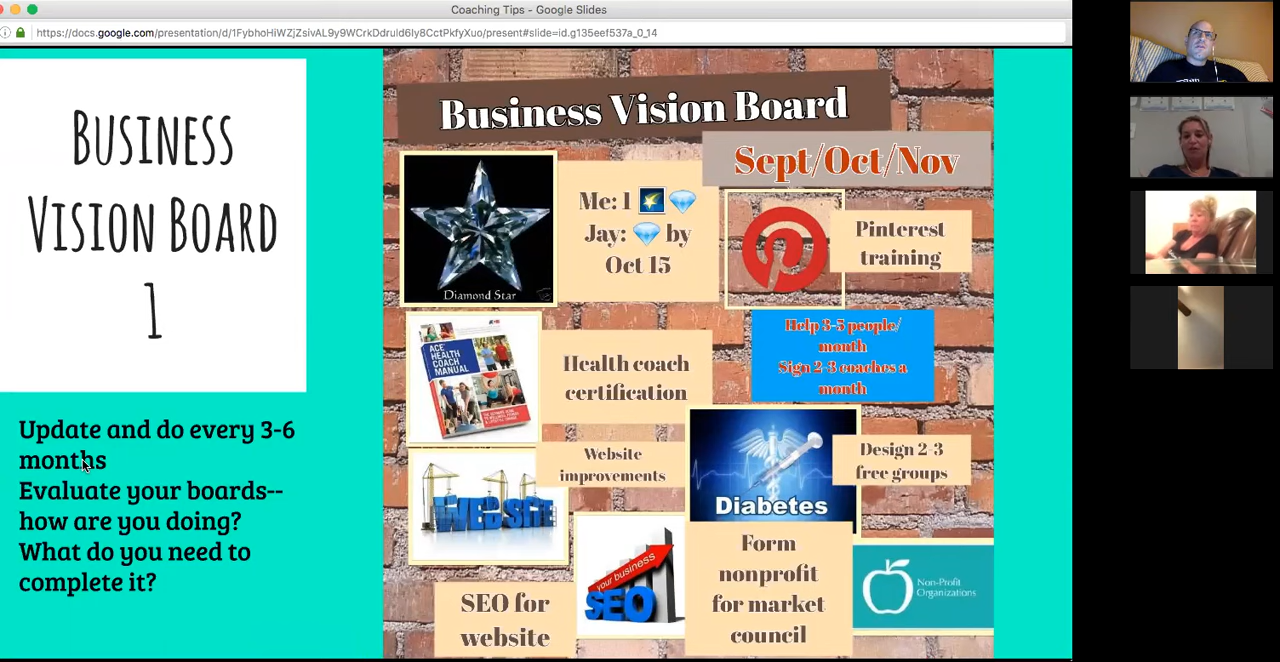 Coaching Tips - Google Slides
https://docs.google.com/presentation/d/1FybhoHiWZjZsivAL9y9WCrkDdruld6Iy8CctPkfyXuo/present#slide=id.g135eef537a_0_14
Business
Vision Board
1
Update and do every 3-6
months
Evaluate your boards--
how are you doing?
What do you need to
complete it?
Business Vision Board
Sept/Oct/Nov
Diamond Star
Me: 1
Jay: by
Oct 15
Pinterest
training
ACE
HEALTH
COACH
MANUAL
Health coach
certification
Help 3-5 people/
month
Sign 2-3 coaches a
month
WEBSITE
Website
improvements
Diabetes
Design 2-3
free groups
SEO for
website
your business
SEO
Form
nonprofit
for market
council
Non-Profit
Organizations